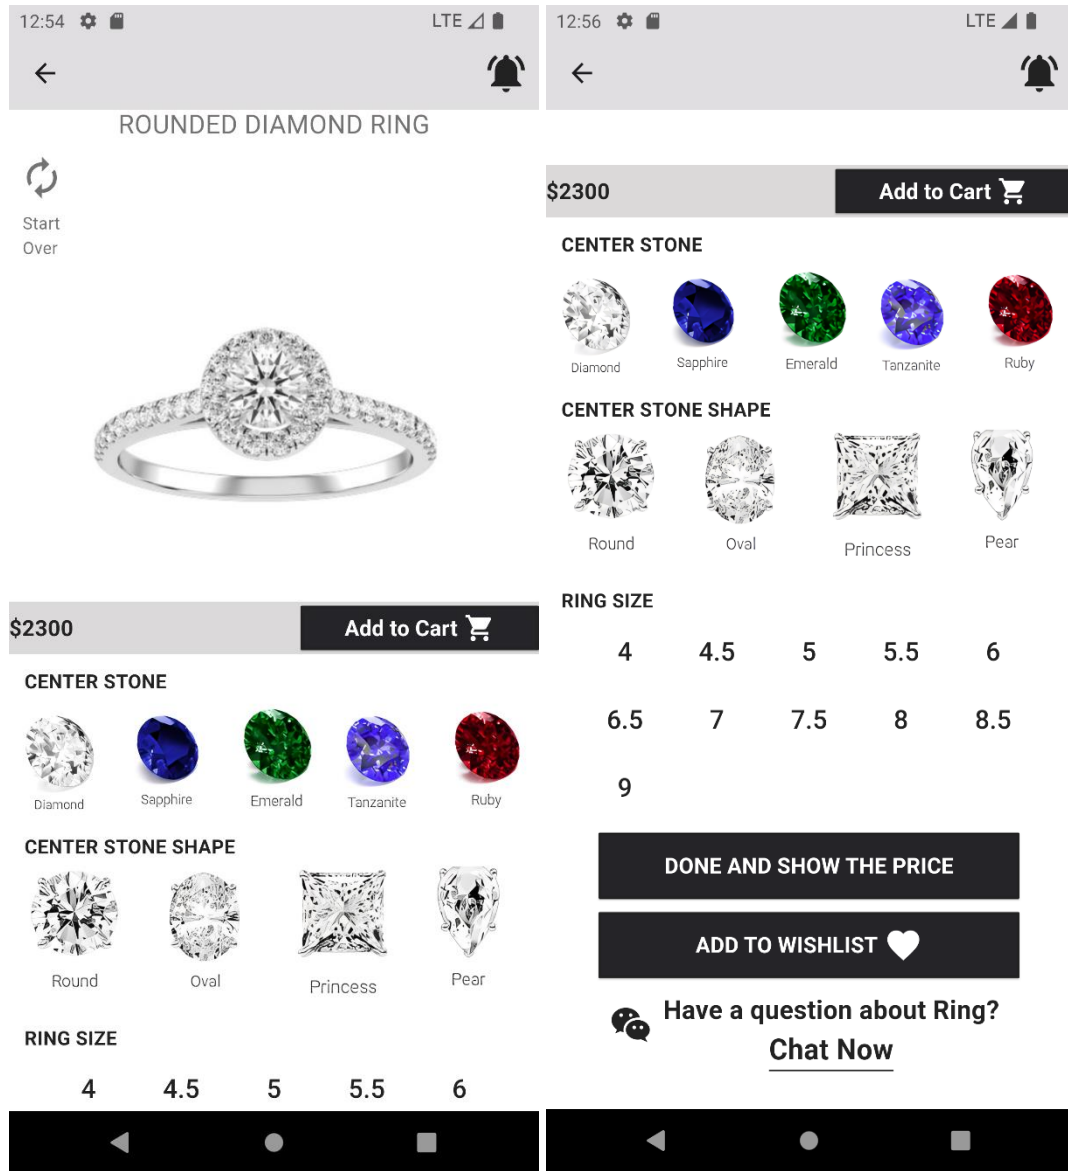 12:54 LTE
ROUNDED DIAMOND RING
Start
Over
$2300 Add to Cart
CENTER STONE
Diamond Sapphire Emerald Tanzanite Ruby
CENTER STONE SHAPE
Round Oval Princess Pear
RING SIZE
4 4.5 5 5.5 6
12:56 LTE
$2300 Add to Cart
CENTER STONE
Diamond Sapphire Emerald Tanzanite Ruby
CENTER STONE SHAPE
Round Oval Princess Pear
RING SIZE
4 4.5 5 5.5 6
6.5 7 7.5 8 8.5
9
DONE AND SHOW THE PRICE
ADD TO WISHLIST
Have a question about Ring?
Chat Now